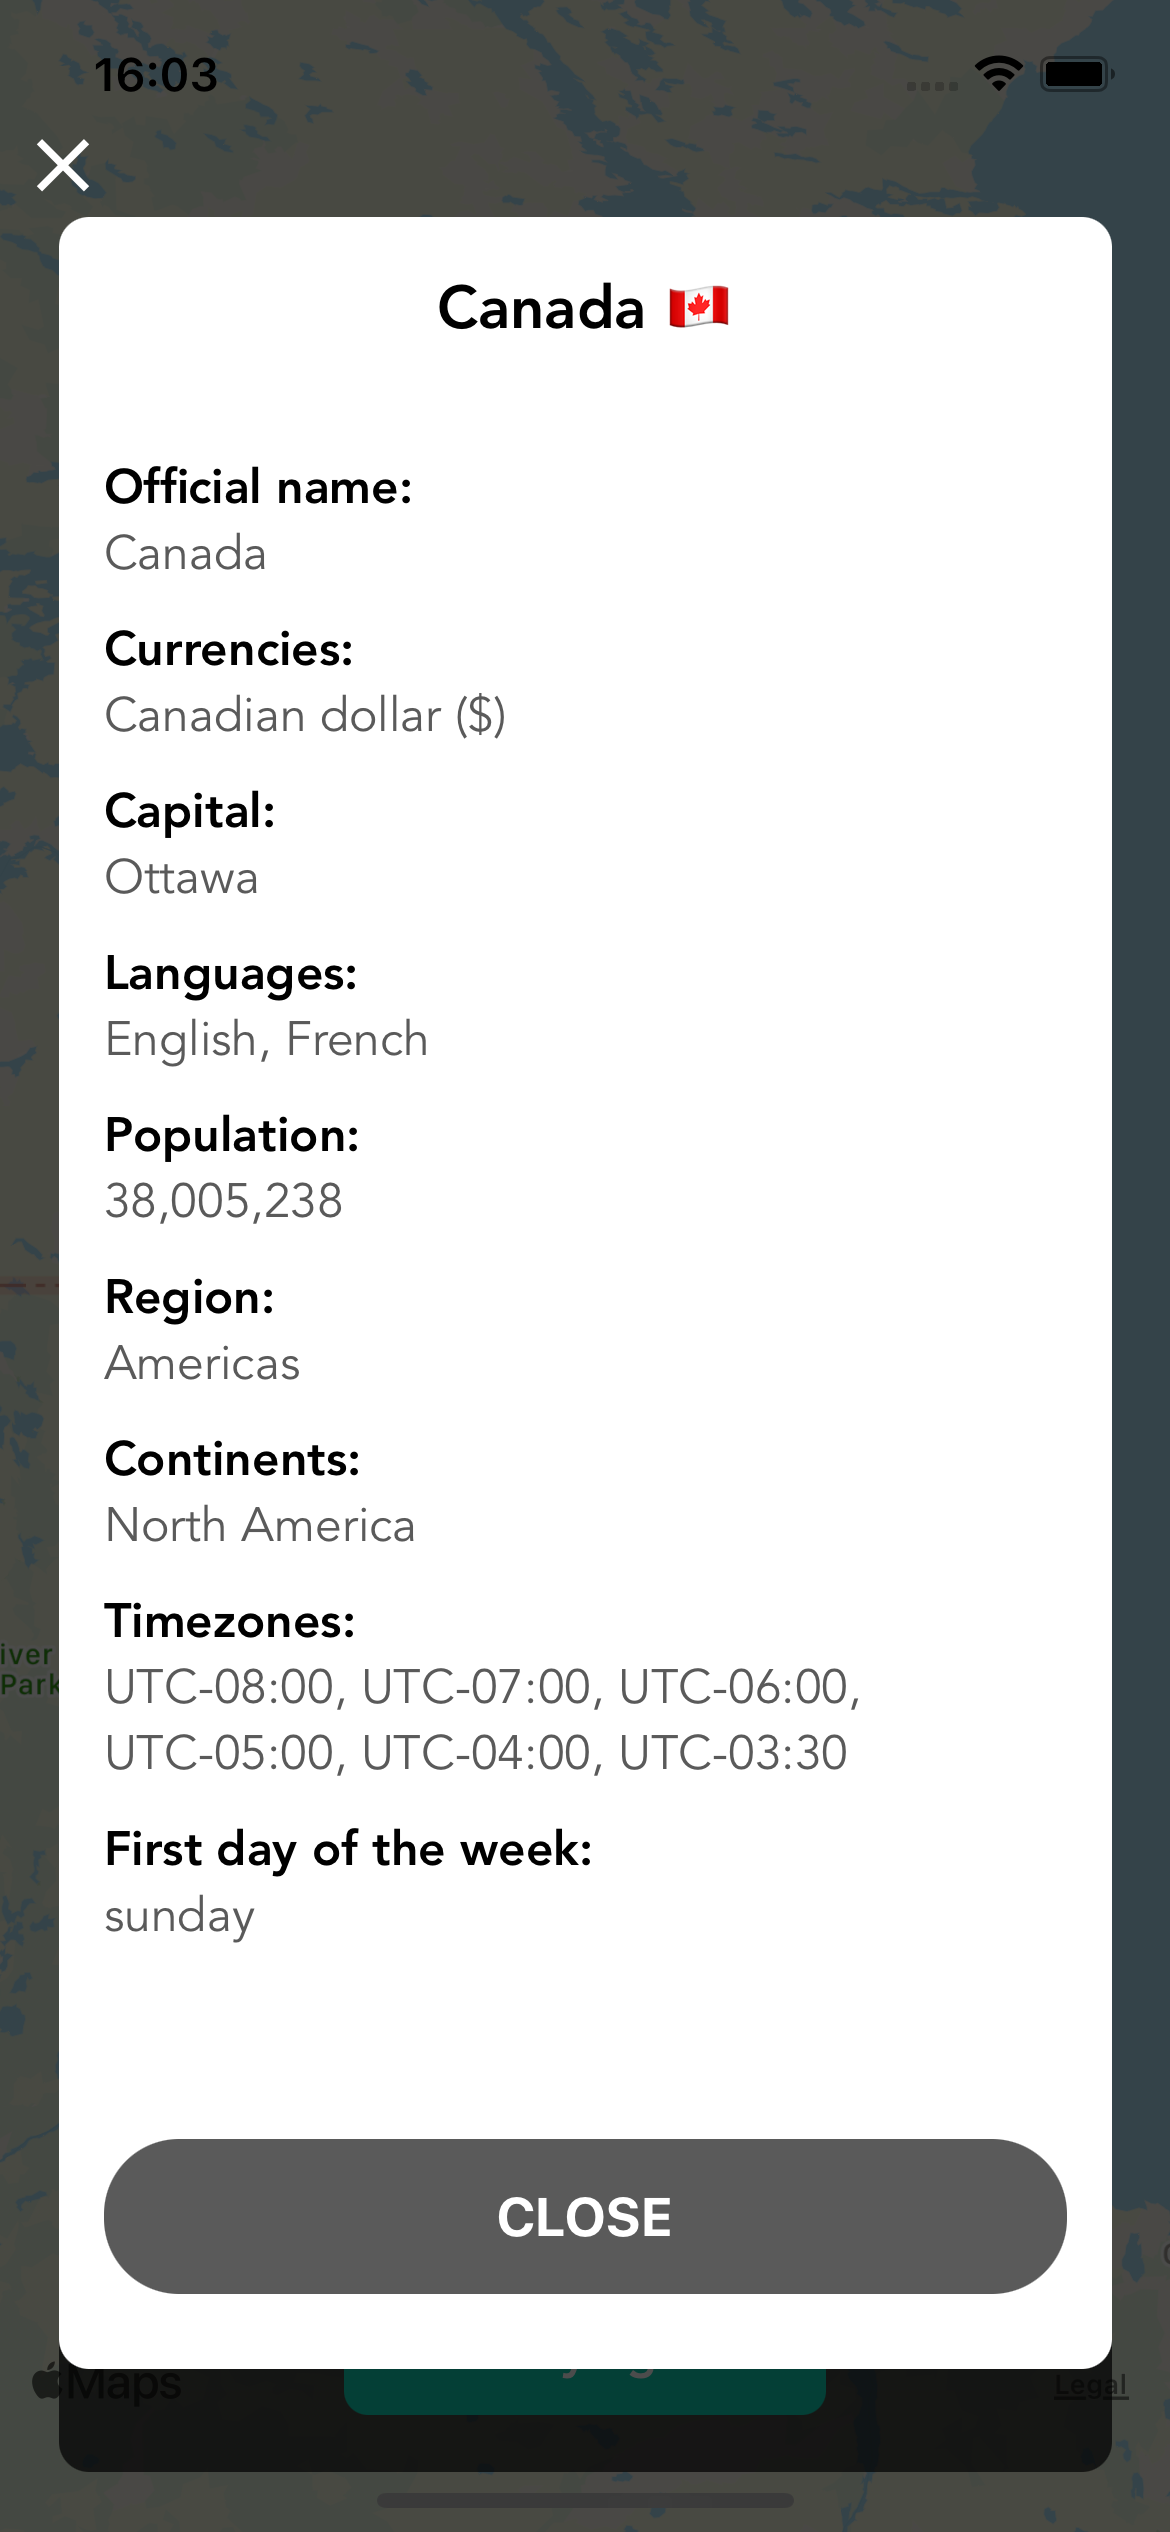 16:03
Canada 🇨🇦
Official name:
Canada
Currencies:
Canadian dollar ($)
Capital:
Ottawa
Languages:
English, French
Population:
38,005,238
Region:
Americas
Continents:
North America
Timezones:
UTC-08:00, UTC-07:00, UTC-06:00,
UTC-05:00, UTC-04:00, UTC-03:30
First day of the week:
sunday
iver
Park
CLOSE
Maps
Legal